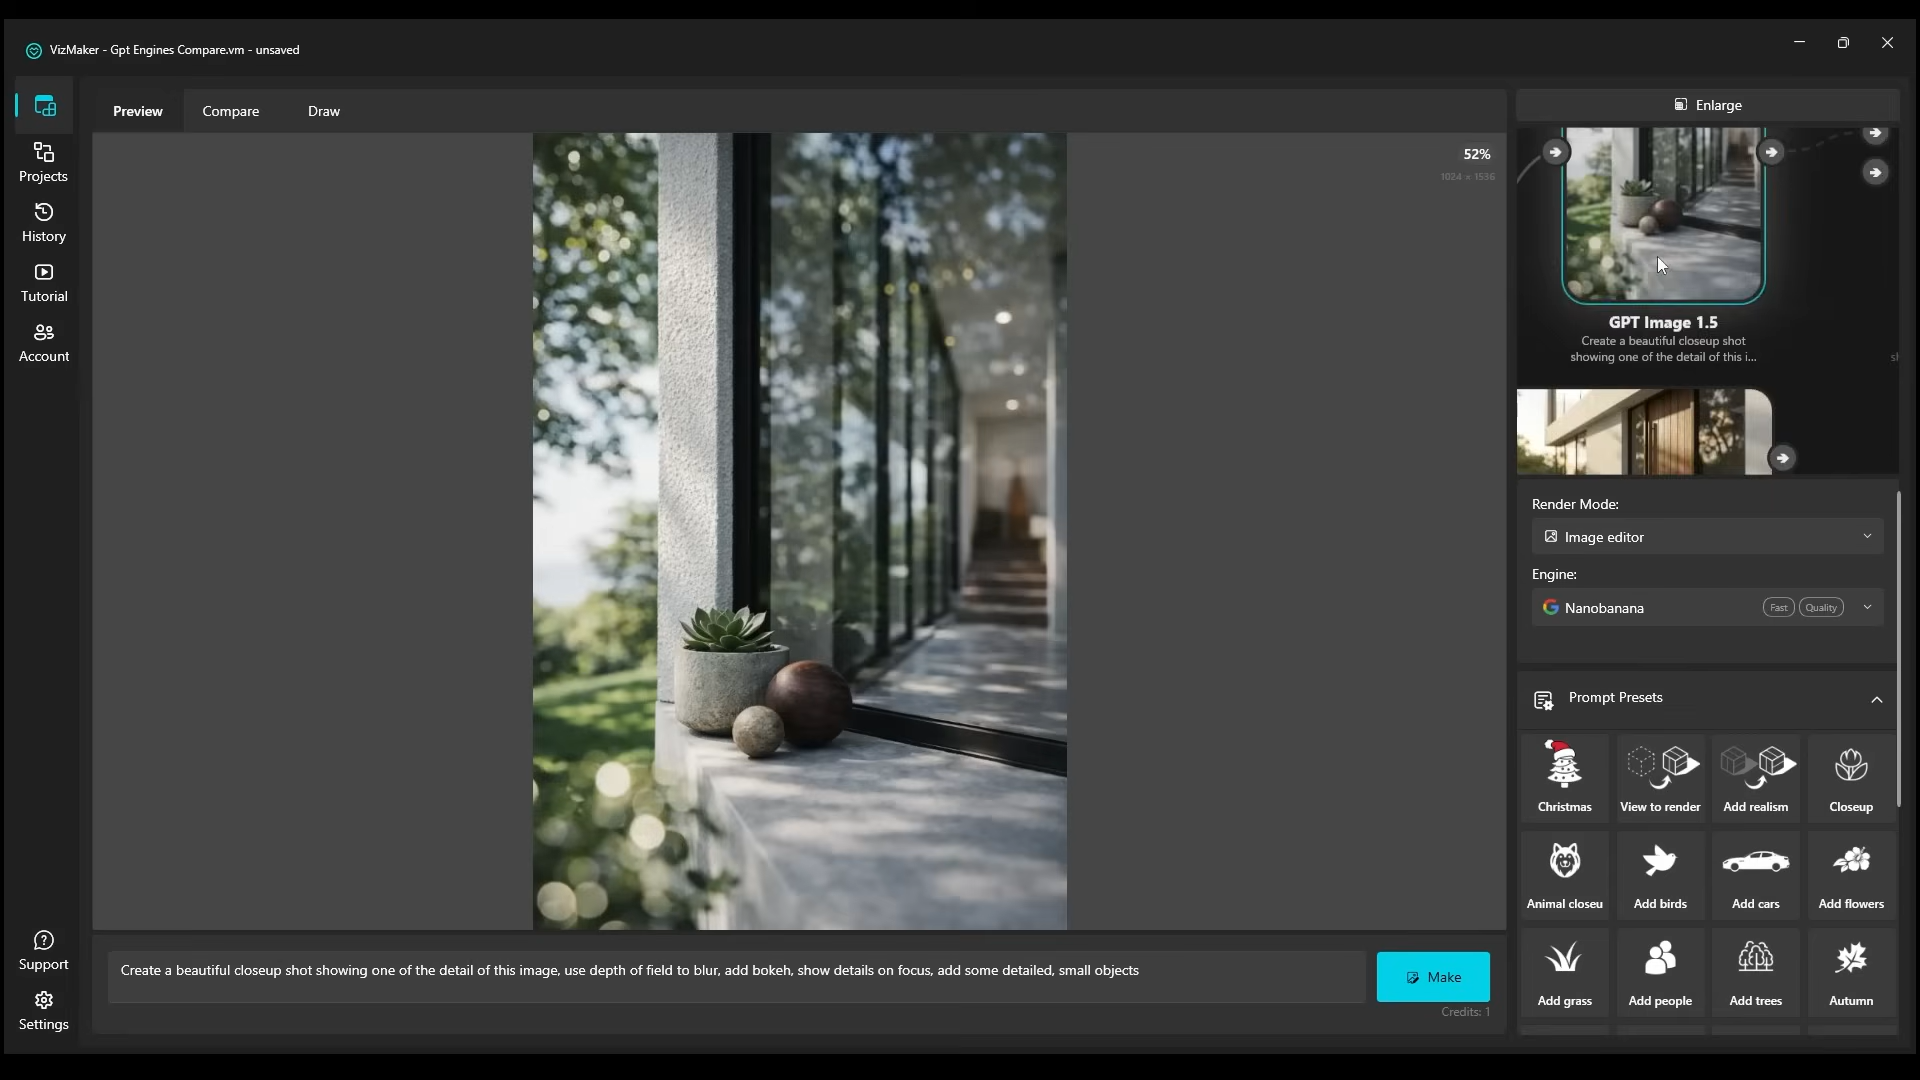 VizMaker - Gpt Engines Compare.vm - unsaved
Projects
History
Tutorial
Account
Support
Settings
Preview
Compare
Draw
52%
1024 × 1536
Create a beautiful closeup shot showing one of the detail of this image, use depth of field to blur, add bokeh, show details on focus, add some detailed, small objects
Make
Credits: 1
Enlarge
GPT Image 1.5
Create a beautiful closeup shot
showing one of the detail of this i...
Render Mode:
Image editor
Engine:
Nanobanana Fast Quality
Prompt Presets
Christmas View to render Add realism Closeup
Animal closeu Add birds Add cars Add flowers
Add grass Add people Add trees Autumn